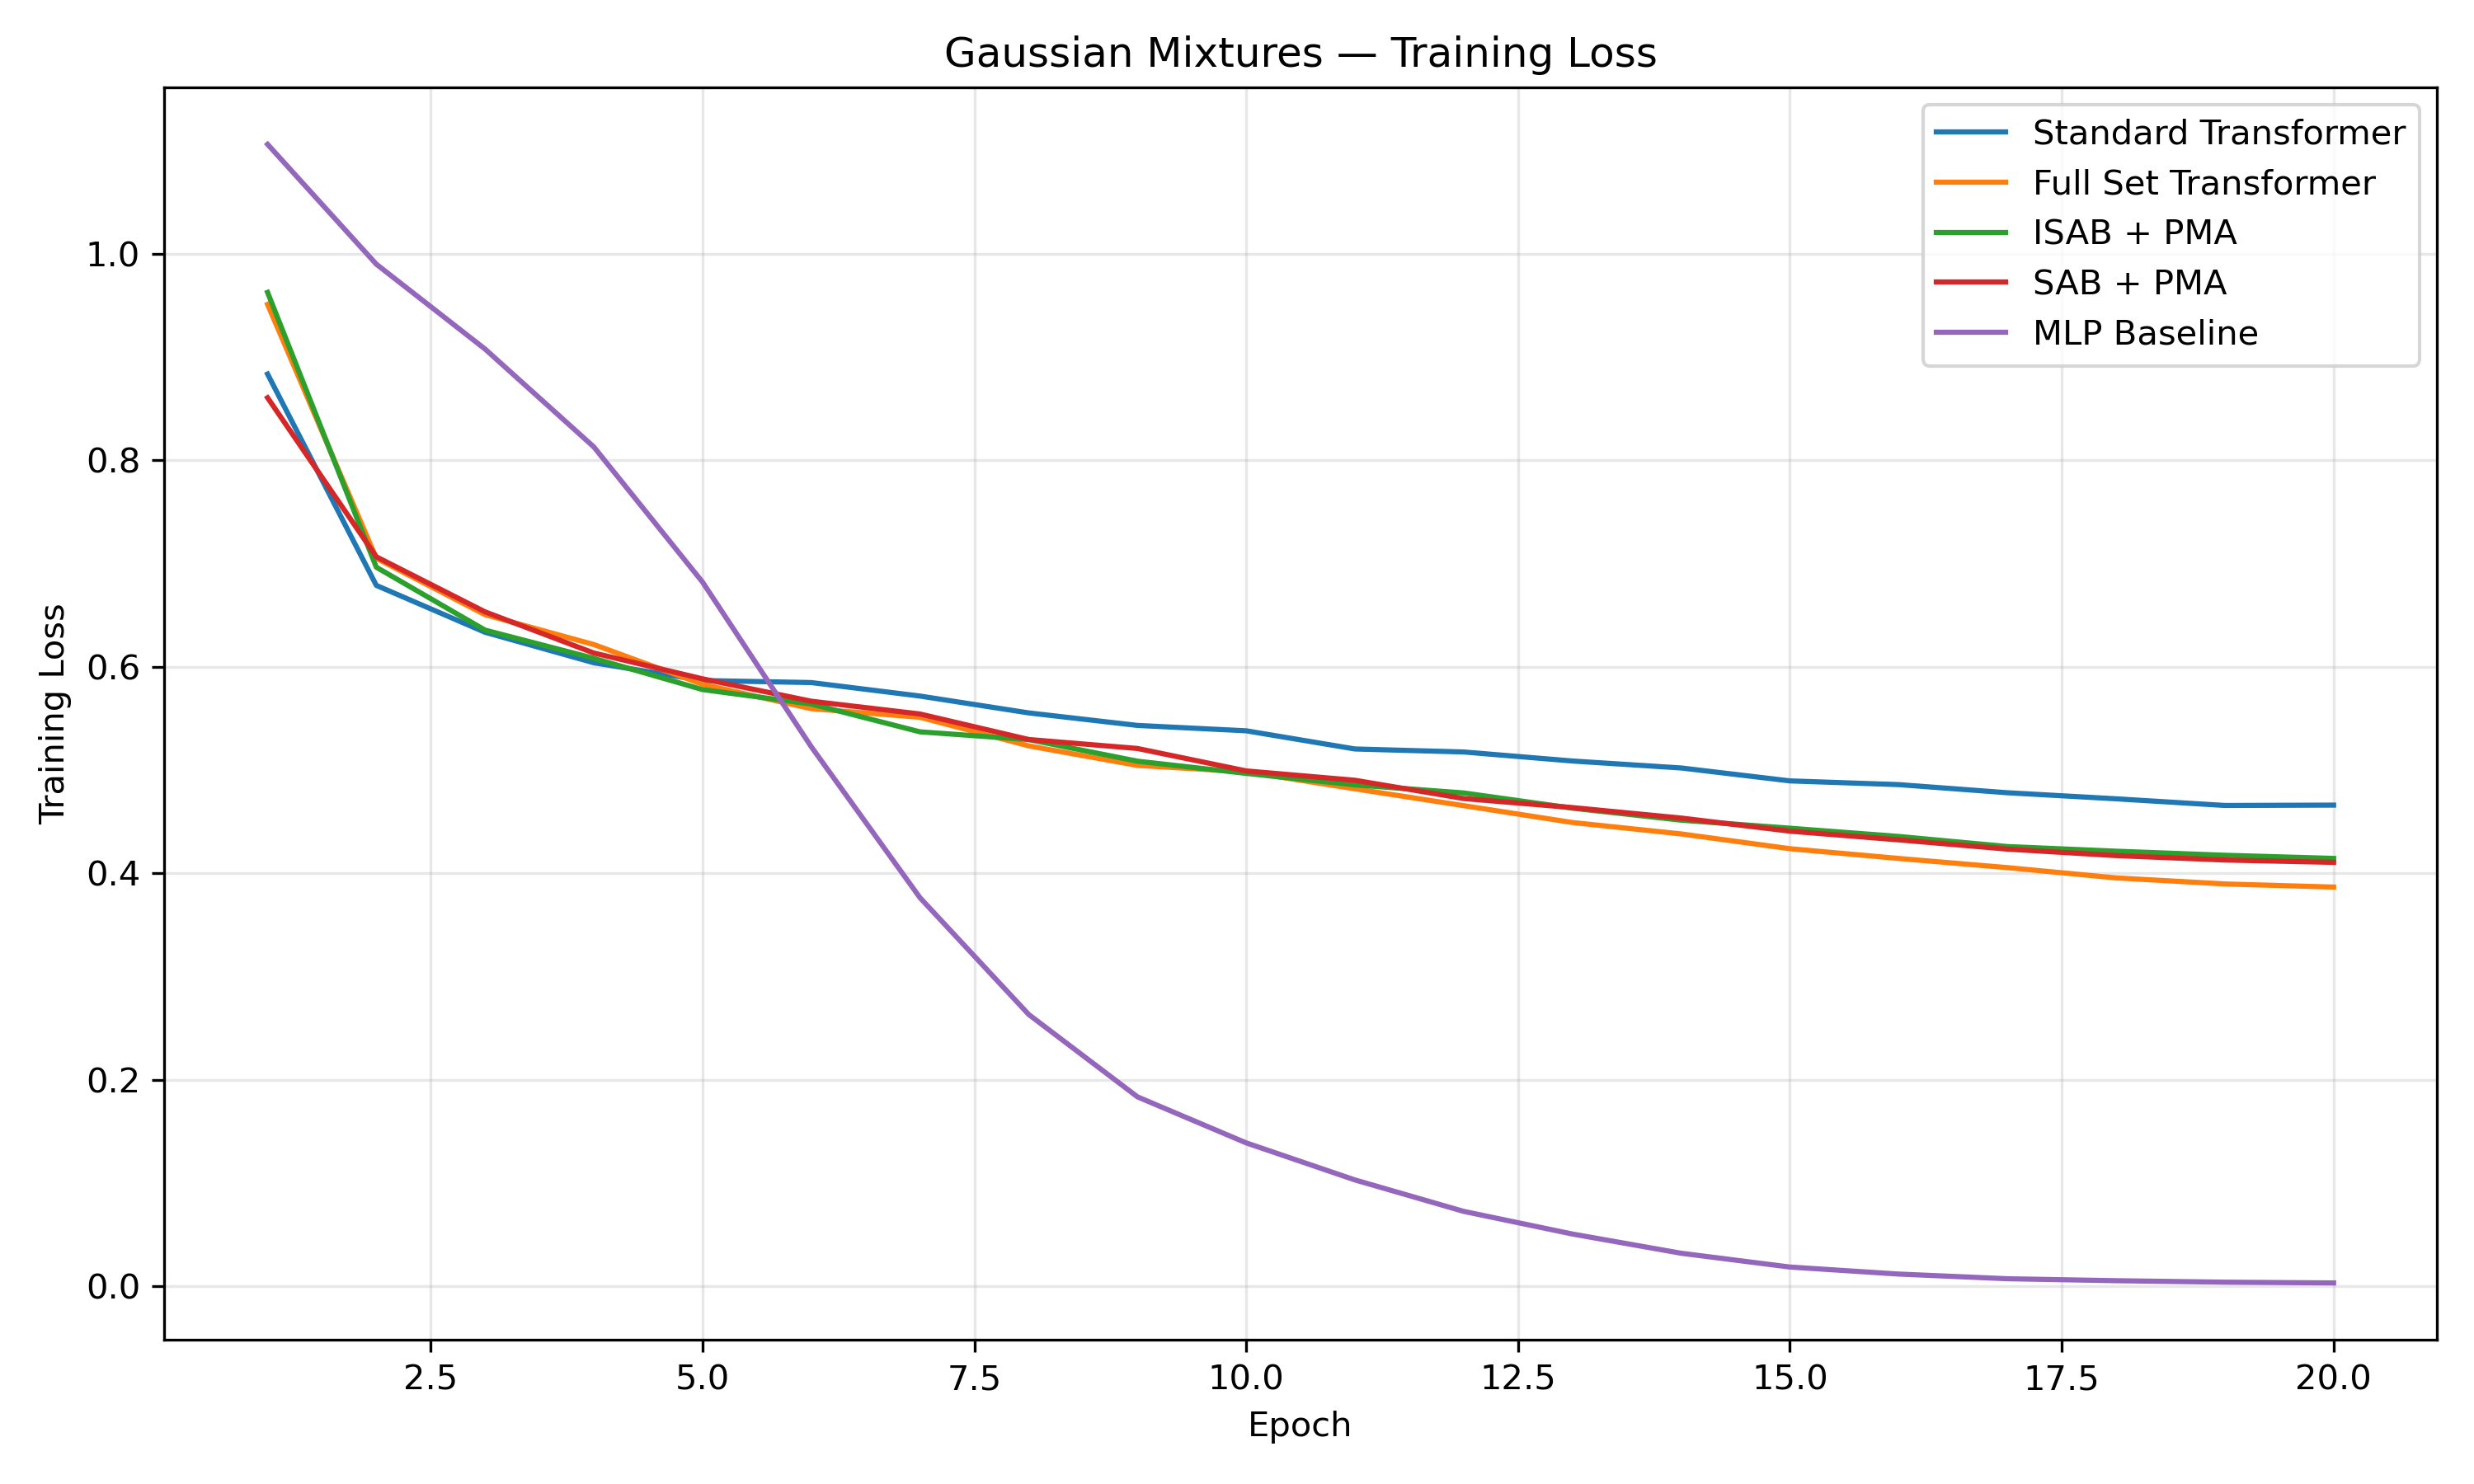 Gaussian Mixtures — Training Loss
Standard Transformer
Full Set Transformer
ISAB + PMA
SAB + PMA
MLP Baseline
Training Loss
1.0
0.8
0.6
0.4
0.2
0.0
2.5 5.0 7.5 10.0 12.5 15.0 17.5 20.0
Epoch